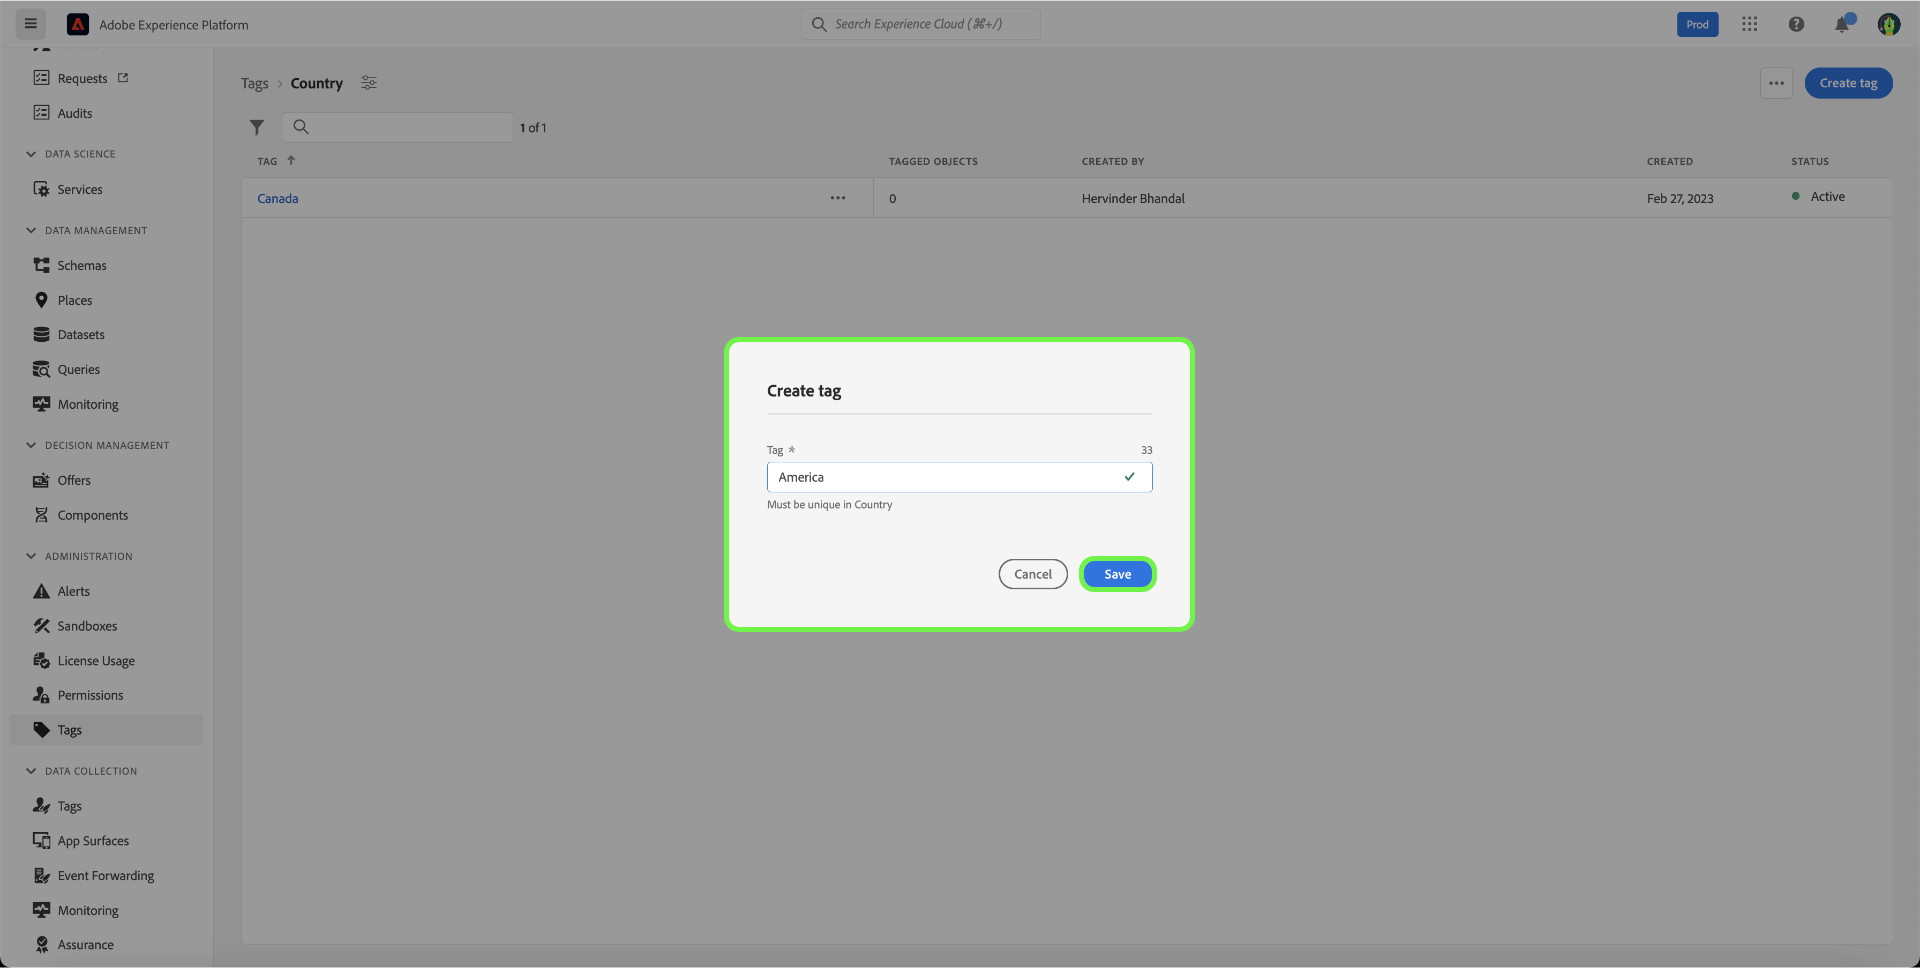 Adobe Experience Platform
Search Experience Cloud (⌘+/)
Prod
Requests
Audits
DATA SCIENCE
Services
DATA MANAGEMENT
Schemas
Places
Datasets
Queries
Monitoring
DECISION MANAGEMENT
Offers
Components
ADMINISTRATION
Alerts
Sandboxes
License Usage
Permissions
Tags
DATA COLLECTION
Tags
App Surfaces
Event Forwarding
Monitoring
Assurance
Tags > Country
Create tag
1 of 1
TAG ↑ TAGGED OBJECTS CREATED BY CREATED STATUS
Canada 0 Hervinder Bhandal Feb 27, 2023 Active
Create tag
Tag * 33
America
Must be unique in Country
Cancel Save